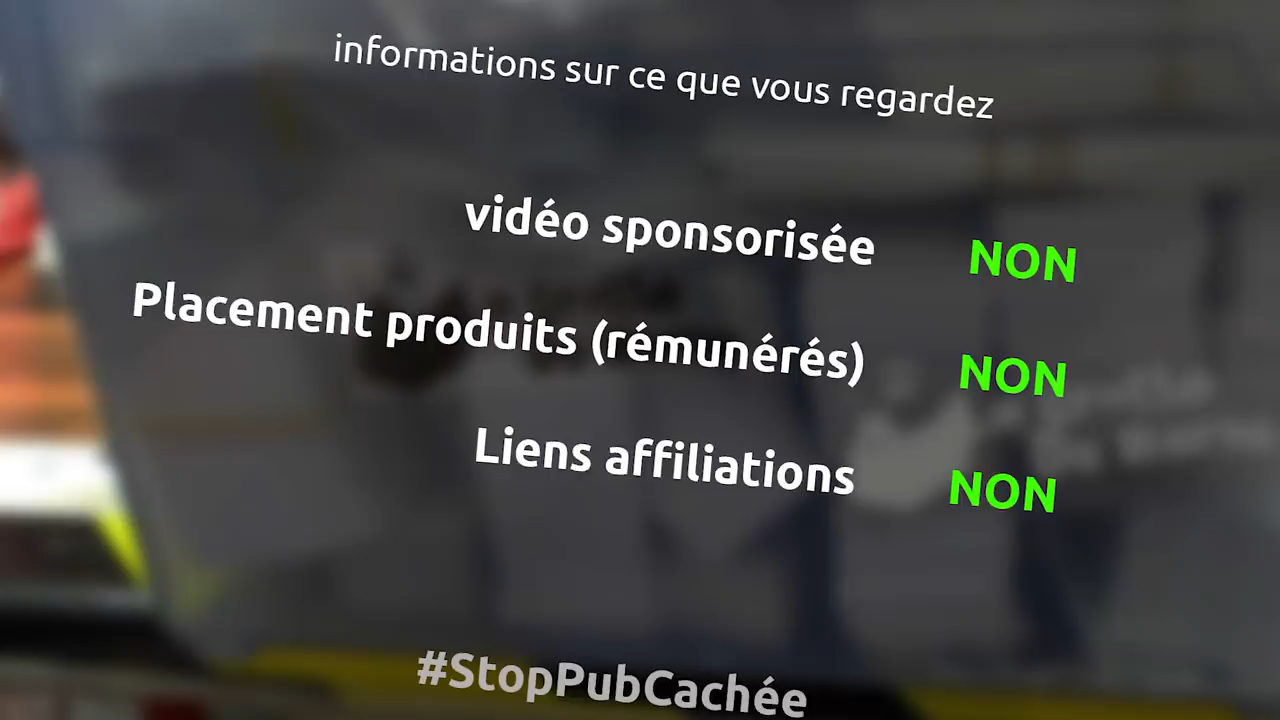 informations sur ce que vous regardez
vidéo sponsorisée NON
Placement produits (rémunérés) NON
Liens affiliations NON
#StopPubCachée